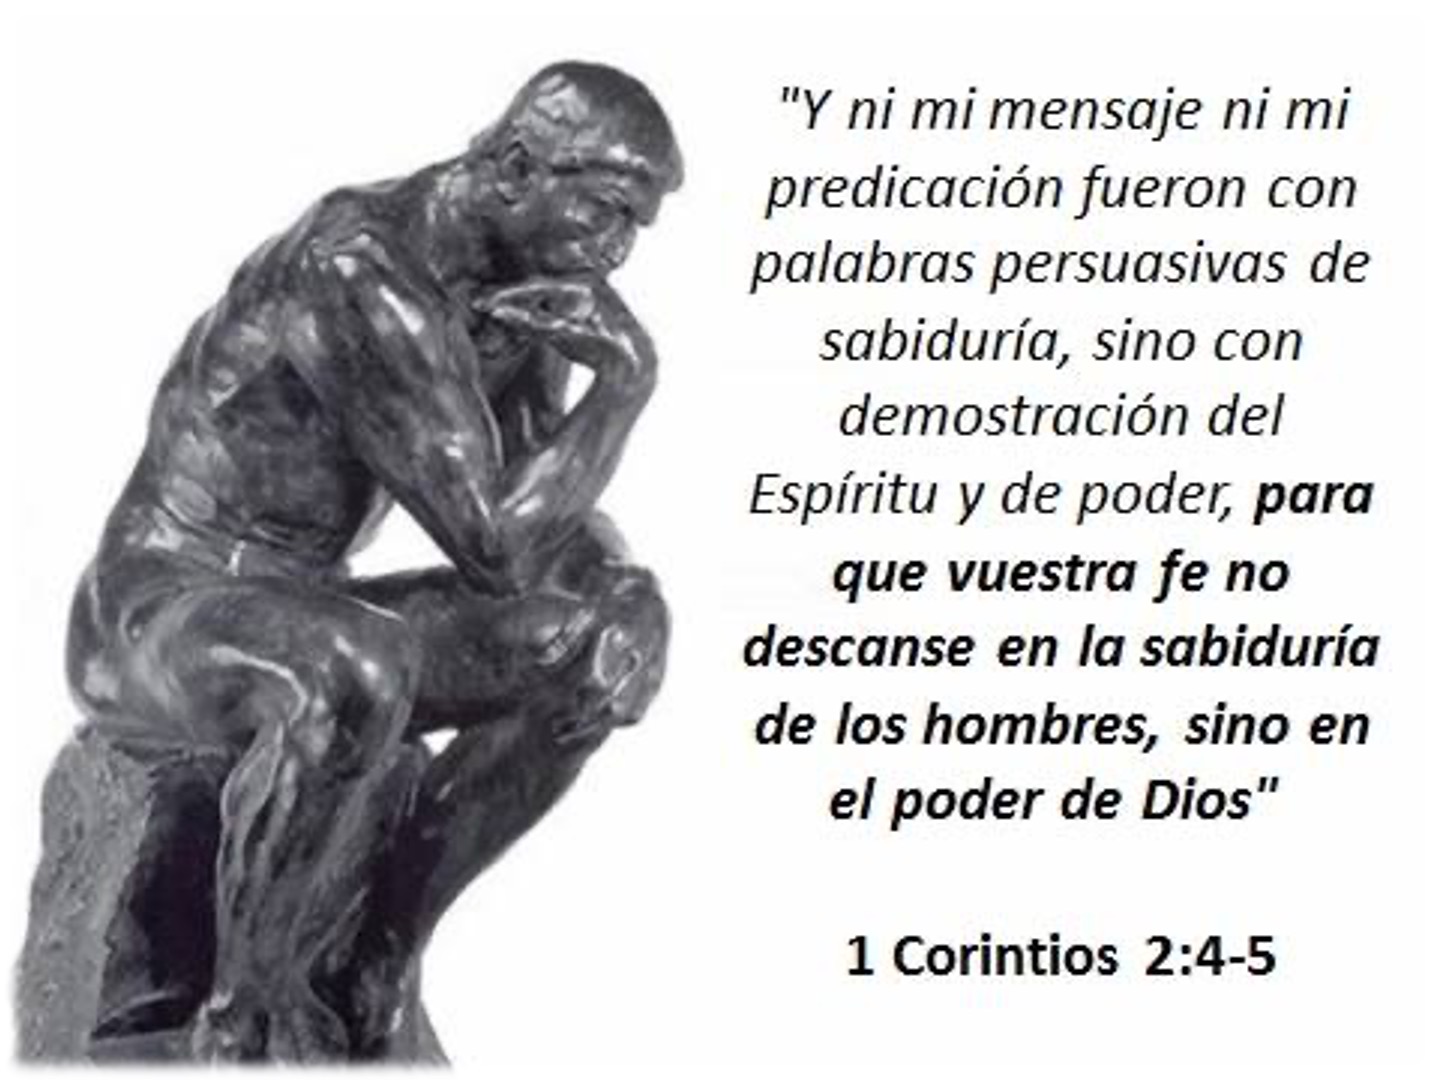 "Y ni mi mensaje ni mi
predicación fueron con
palabras persuasivas de
sabiduría, sino con
demostración del
Espíritu y de poder, para
que vuestra fe no
descanse en la sabiduría
de los hombres, sino en
el poder de Dios"
1 Corintios 2:4-5